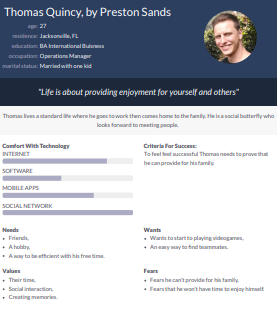 Thomas Quincy, by Preston Sands
age: 27
residence: Jacksonville, FL
education: BA International Buisness
occupation: Operations Manager
marital status: Married with one kid
"Life is about providing enjoyment for yourself and others"
Thomas lives a standard life where he goes to work then comes home to the family. He is a social butterfly who
looks forward to meeting people.
Comfort With Technology
INTERNET
SOFTWARE
MOBILE APPS
SOCIAL NETWORK
Criteria For Success:
To feel feel successful Thomas needs to prove that
he can provide for his family.
Needs
• Friends,
• A hobby,
• A way to be efficient with his free time.
Wants
• Wants to start to playing videogames,
• An easy way to find teammates.
Values
• Their time,
• Social interaction,
• Creating memories.
Fears
• Fears he can't provide for his family,
• Fears that he won't have time to enjoy himself.